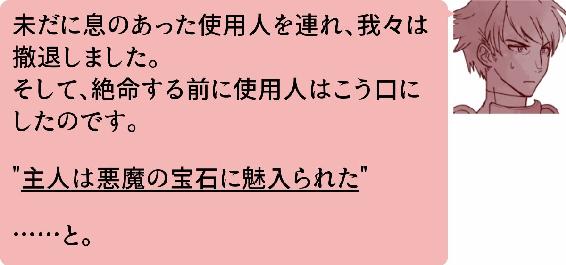 未だに息のあった使用人を連れ、我々は
撤退しました。
そして、絶命する前に使用人はこう口に
したのです。
"主人は悪魔の宝石に魅入られた"
……と。